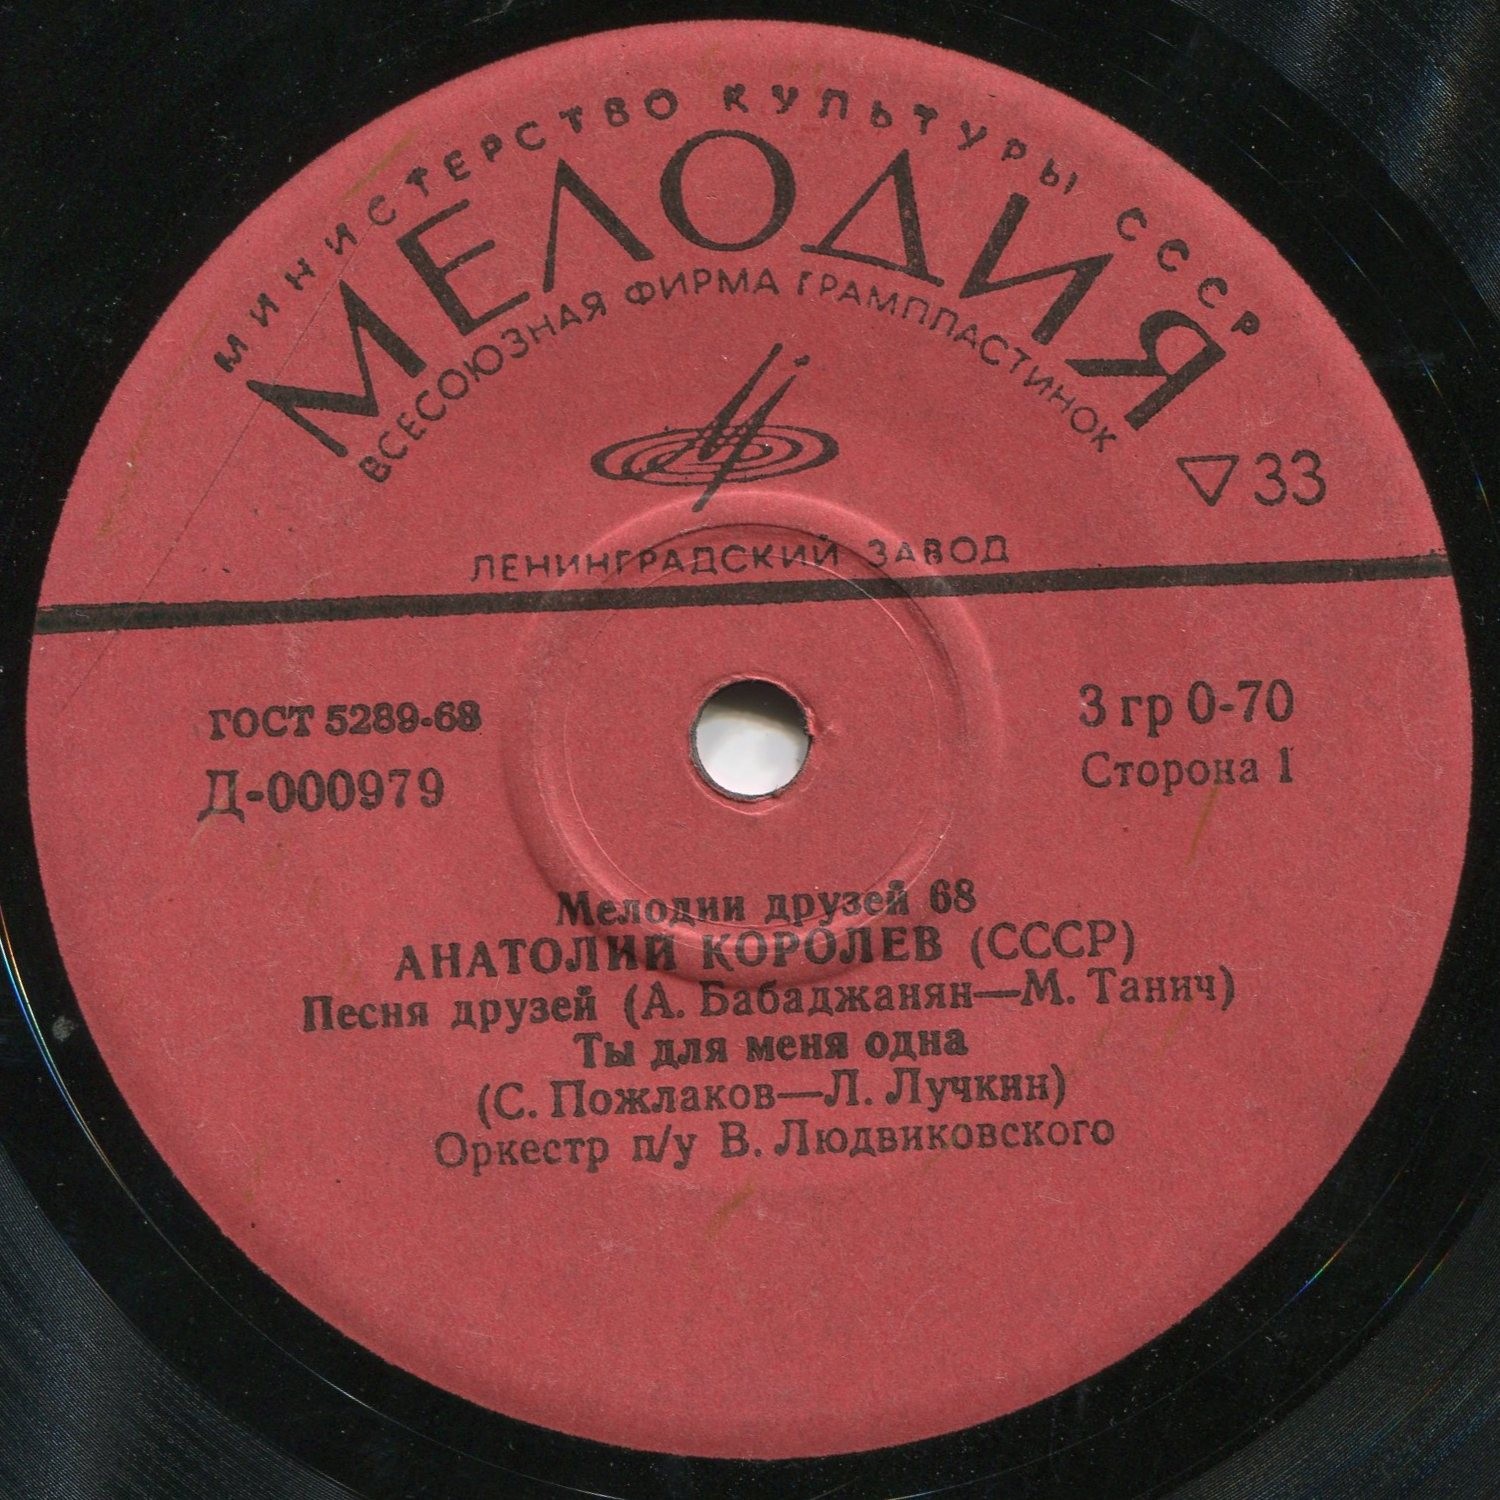 МИНИСТЕРСТВО КУЛЬТУРЫ СССР
МЕЛОДИЯ
ВСЕСОЮЗНАЯ ФИРМА ГРАМПЛАСТИНОК
▽33
ЛЕНИНГРАДСКИЙ ЗАВОД
ГОСТ 5289-68
Д-000979
3 гр 0-70
Сторона 1
Мелодии друзей 68
АНАТОЛИЙ КОРОЛЕВ (СССР)
Песня друзей (А. Бабаджанян—М. Танич)
Ты для меня одна
(С. Пожлаков—Л. Лучкин)
Оркестр п/у В. Людвиковского